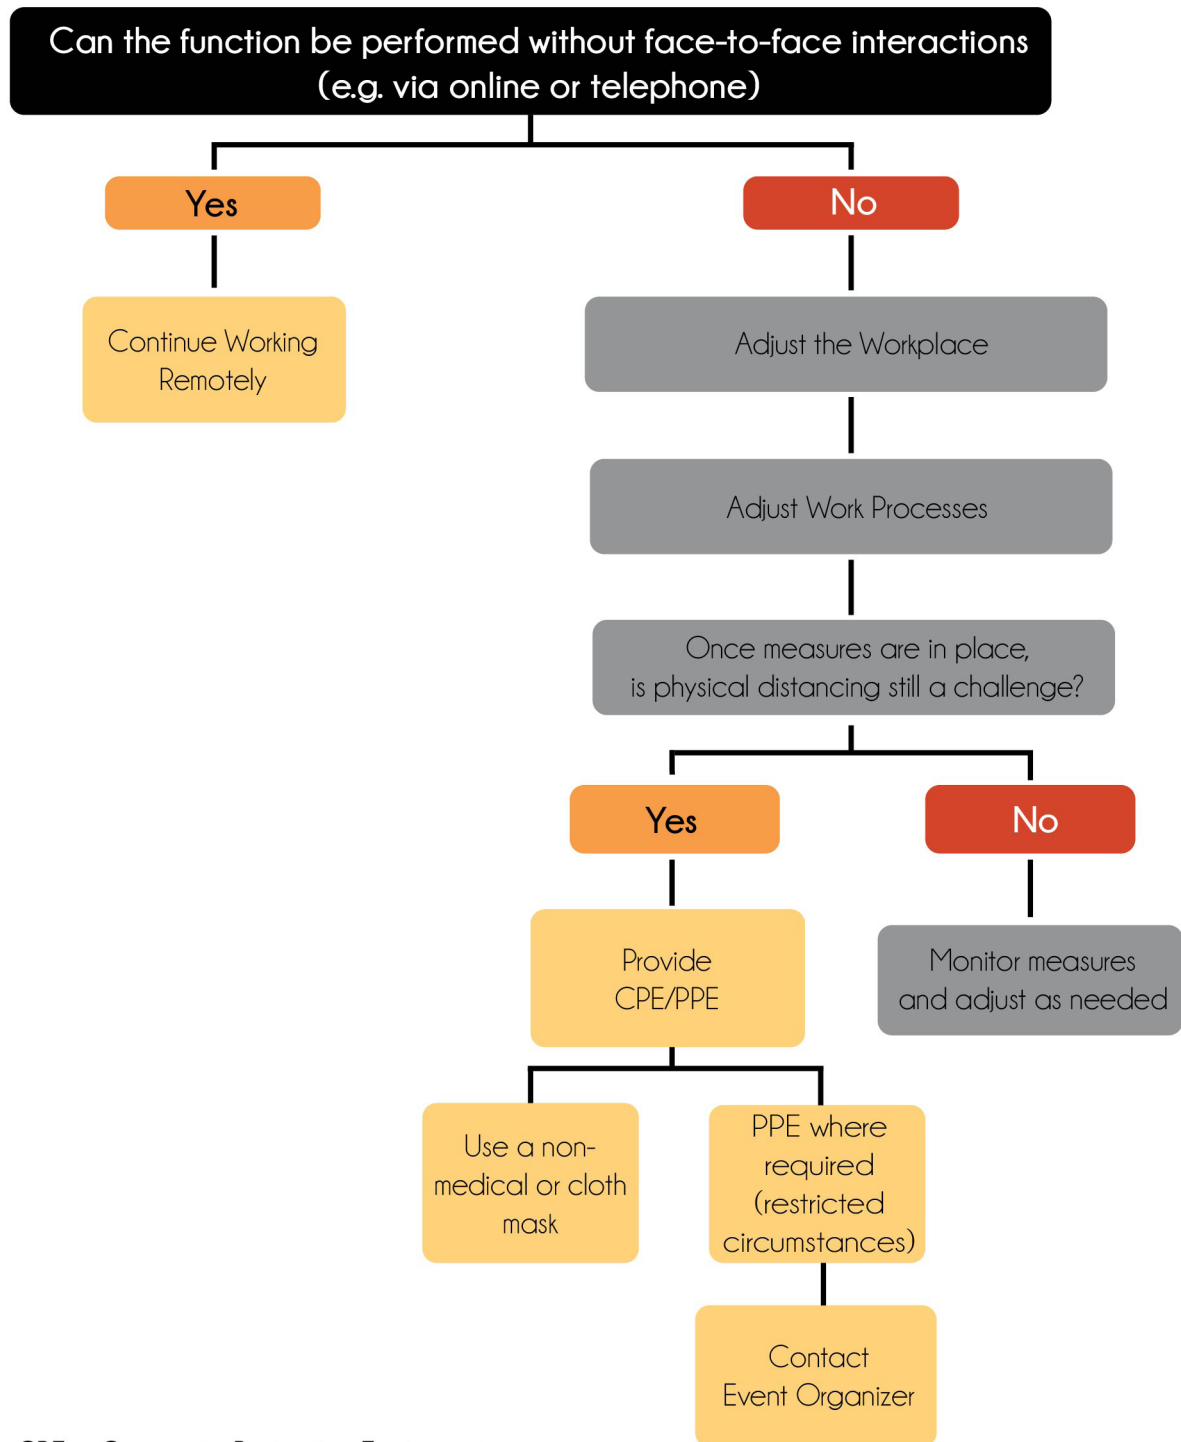 Can the function be performed without face-to-face interactions
(e.g. via online or telephone)
Yes
No
Continue Working
Remotely
Adjust the Workplace
Adjust Work Processes
Once measures are in place,
is physical distancing still a challenge?
Yes
No
Provide
CPE/PPE
Monitor measures
and adjust as needed
Use a non-
medical or cloth
mask
PPE where
required
(restricted
circumstances)
Contact
Event Organizer